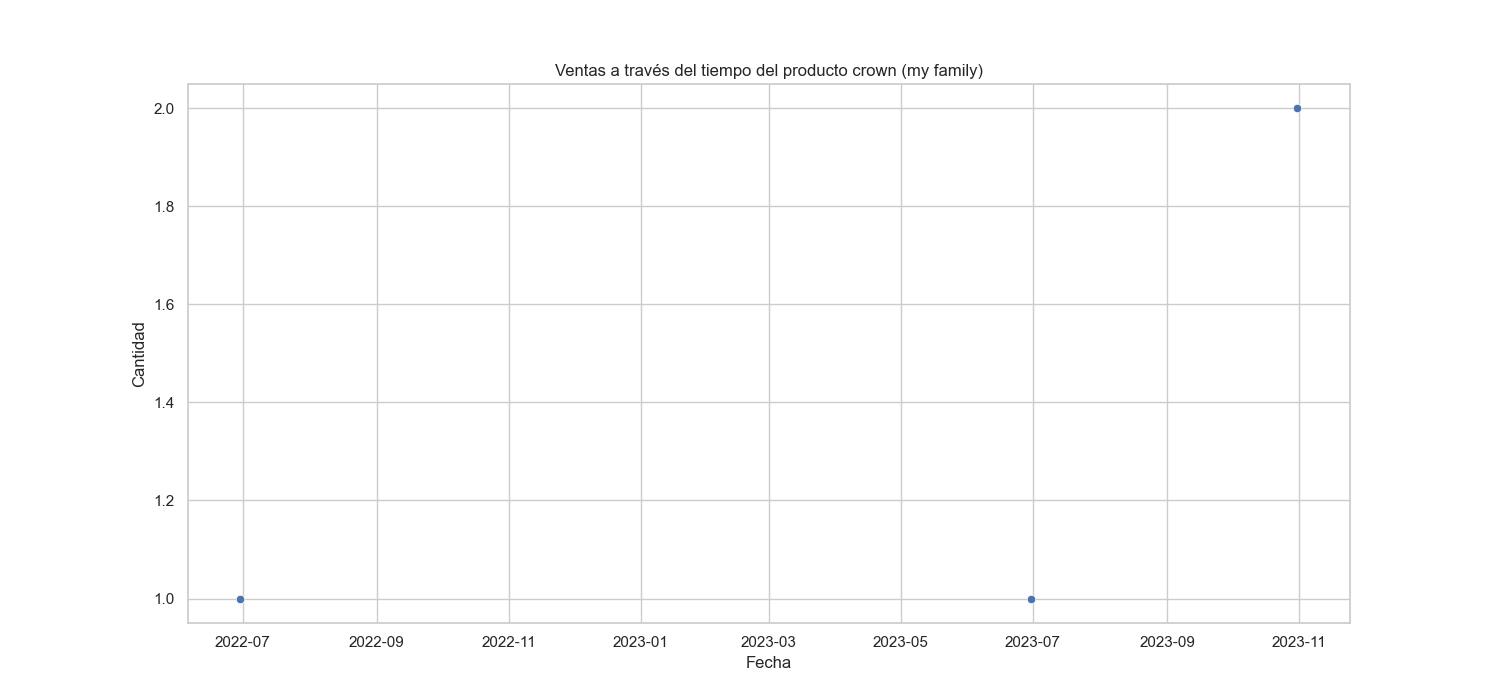 Ventas a través del tiempo del producto crown (my family)
2.0
1.8
1.6
1.4
1.2
1.0
Cantidad
2022-07 2022-09 2022-11 2023-01 2023-03 2023-05 2023-07 2023-09 2023-11
Fecha